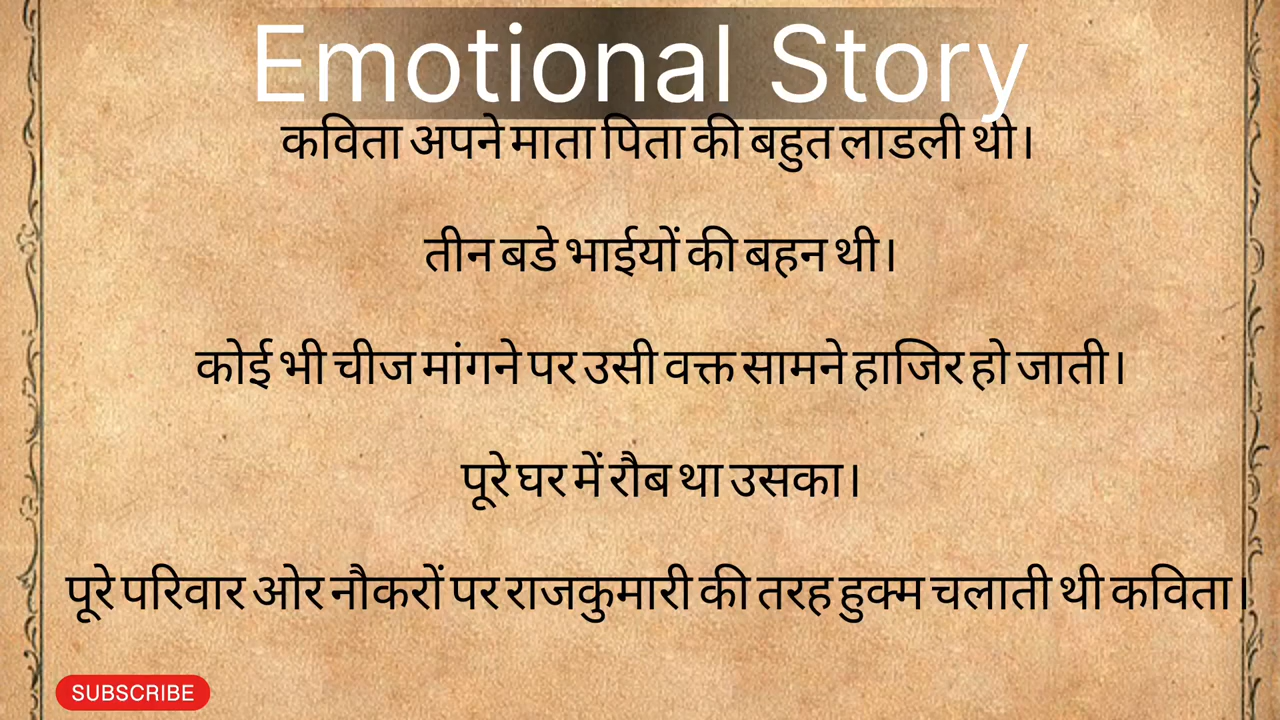 Emotional Story
कविता अपने माता पिता की बहुत लाडली थी।
तीन बडे भाईयों की बहन थी।
कोई भी चीज मांगने पर उसी वक्त सामने हाजिर हो जाती।
पूरे घर में रौब था उसका।
पूरे परिवार ओर नौकरों पर राजकुमारी की तरह हुक्म चलाती थी कविता।
SUBSCRIBE